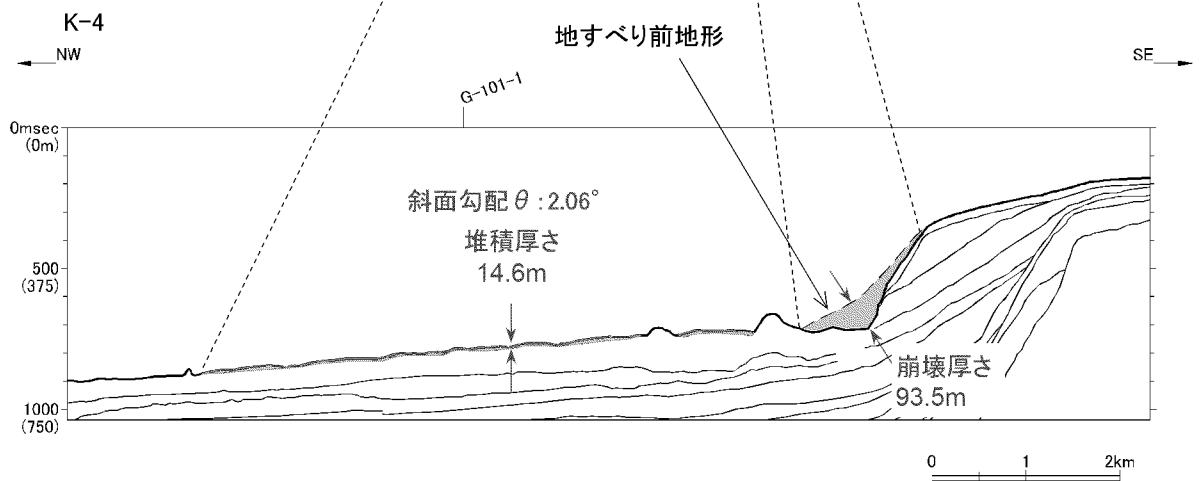 K-4
NW
地すべり前地形
SE
G-101-1
0msec
(0m)
斜面勾配θ:2.06°
堆積厚さ
14.6m
500
(375)
崩壊厚さ
93.5m
1000
(750)
0 1 2km